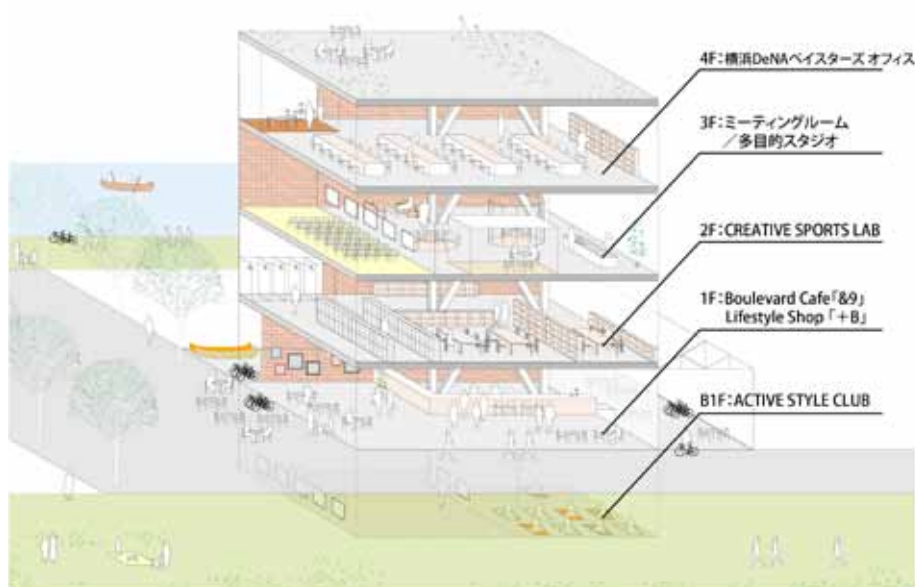 4F:横浜DeNAベイスターズ オフィス
3F:ミーティングルーム
／多目的スタジオ
2F:CREATIVE SPORTS LAB
1F:Boulevard Cafe「&9」
Lifestyle Shop「+B」
B1F:ACTIVE STYLE CLUB